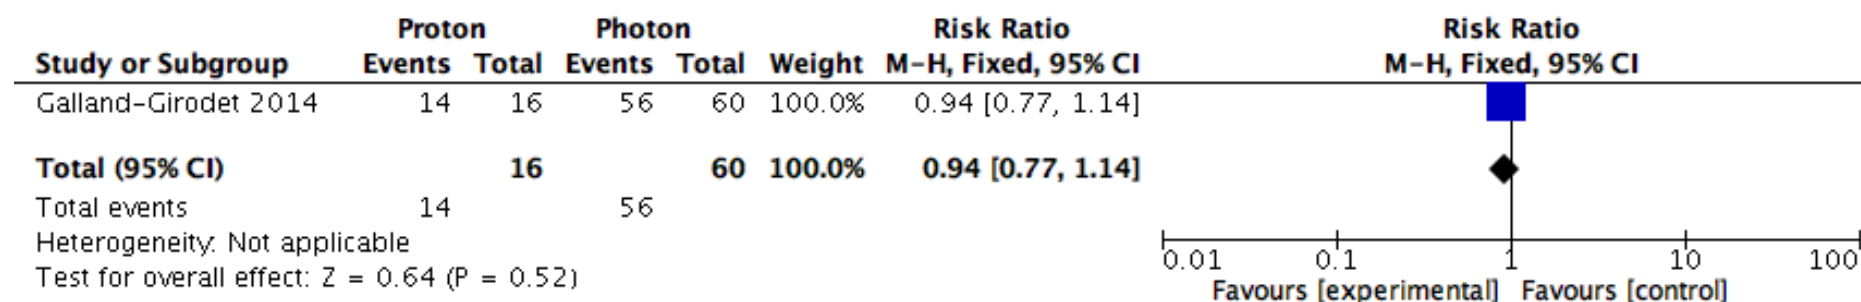 Proton Photon Risk Ratio Risk Ratio
Study or Subgroup Events Total Events Total Weight M-H, Fixed, 95% CI M-H, Fixed, 95% CI
Galland-Girodet 2014 14 16 56 60 100.0% 0.94 [0.77, 1.14]
Total (95% CI) 16 60 100.0% 0.94 [0.77, 1.14]
Total events 14 56
Heterogeneity: Not applicable
Test for overall effect: Z = 0.64 (P = 0.52)
0.01 0.1 1 10 100
Favours [experimental] Favours [control]